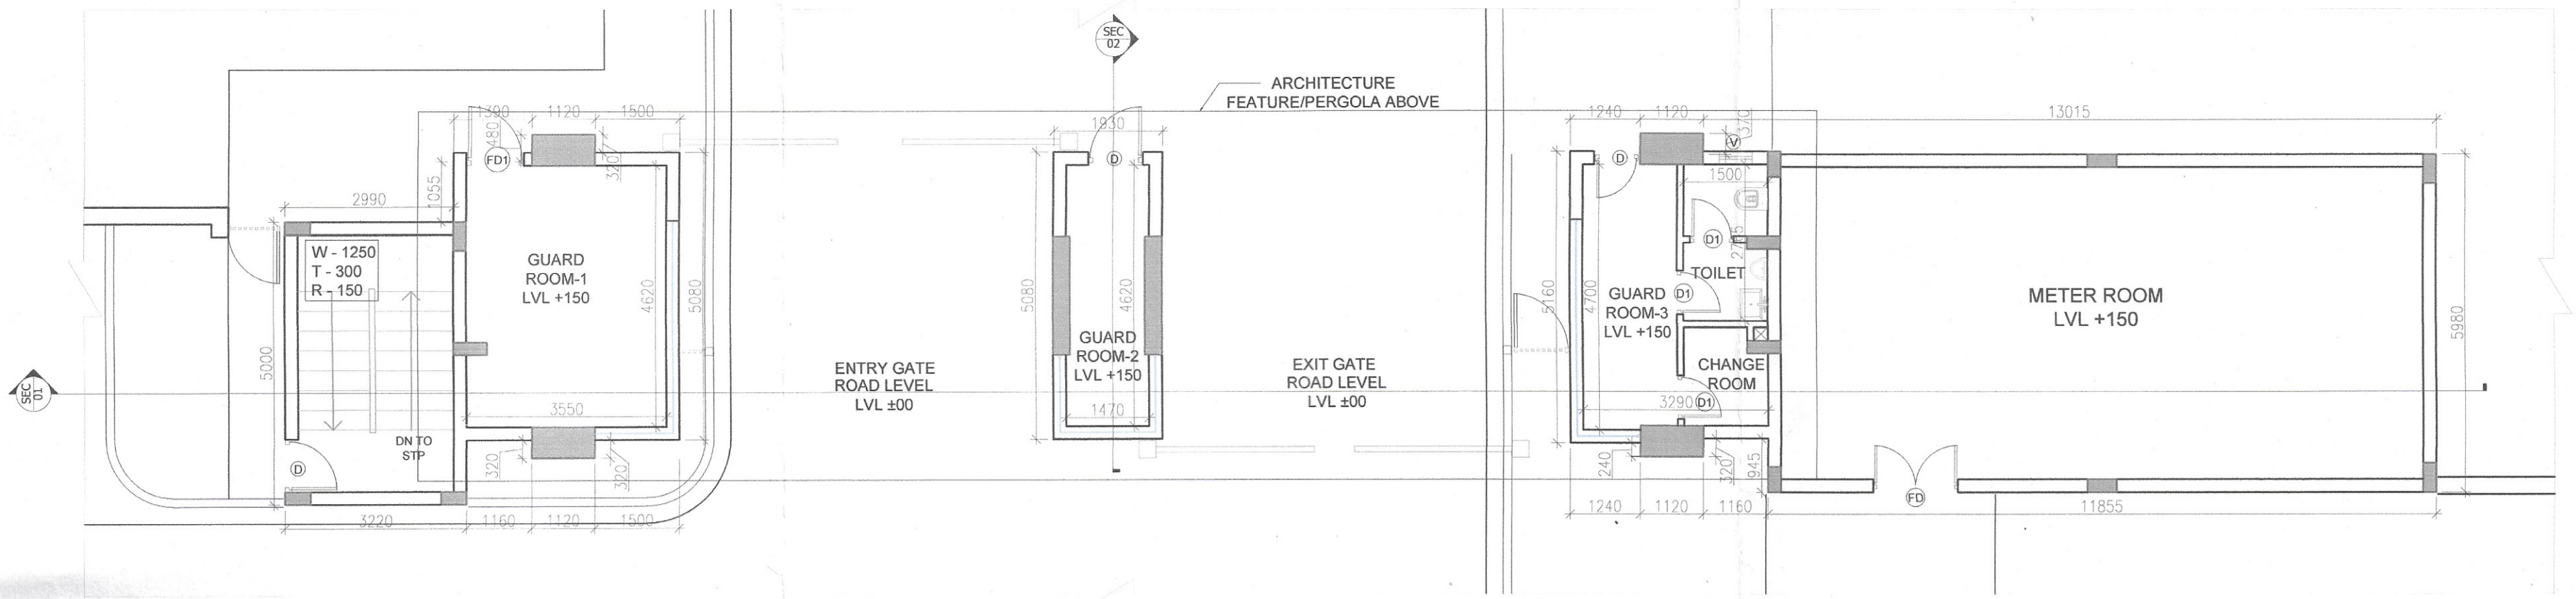 SEC
02
ARCHITECTURE
FEATURE/PERGOLA ABOVE
1390
1120
1500
480
320
FD1
1055
2990
W - 1250
T - 300
R - 150
GUARD
ROOM-1
LVL +150
4620
5080
5000
3550
DN TO
STP
D
320
320
3220
1160
1120
1500
SEC
01
ENTRY GATE
ROAD LEVEL
LVL ±00
1930
D
5080
4620
GUARD
ROOM-2
LVL +150
1470
EXIT GATE
ROAD LEVEL
LVL ±00
1240
1120
370
13015
D
V
1500
D1
TOILET
D1
5160
4700
GUARD
ROOM-3
LVL +150
CHANGE
ROOM
3290
D1
240
320
945
1240
1120
1160
11855
METER ROOM
LVL +150
5980
FD